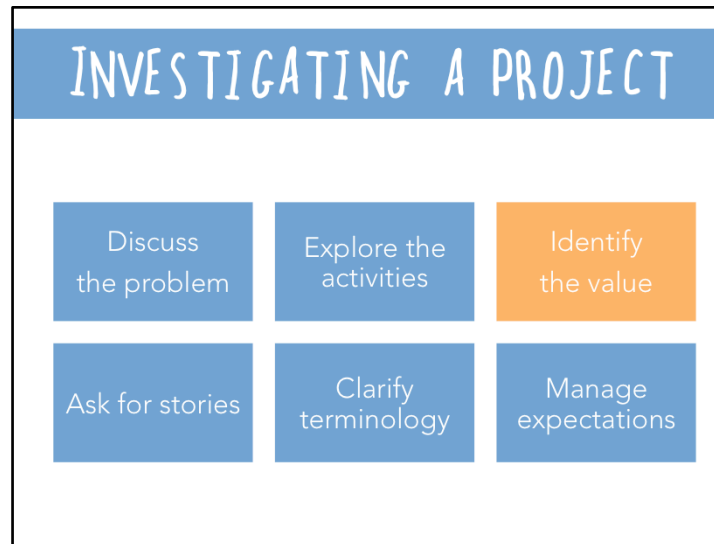 INVESTIGATING A PROJECT
Discuss
the problem
Explore the
activities
Identify
the value
Ask for stories
Clarify
terminology
Manage
expectations